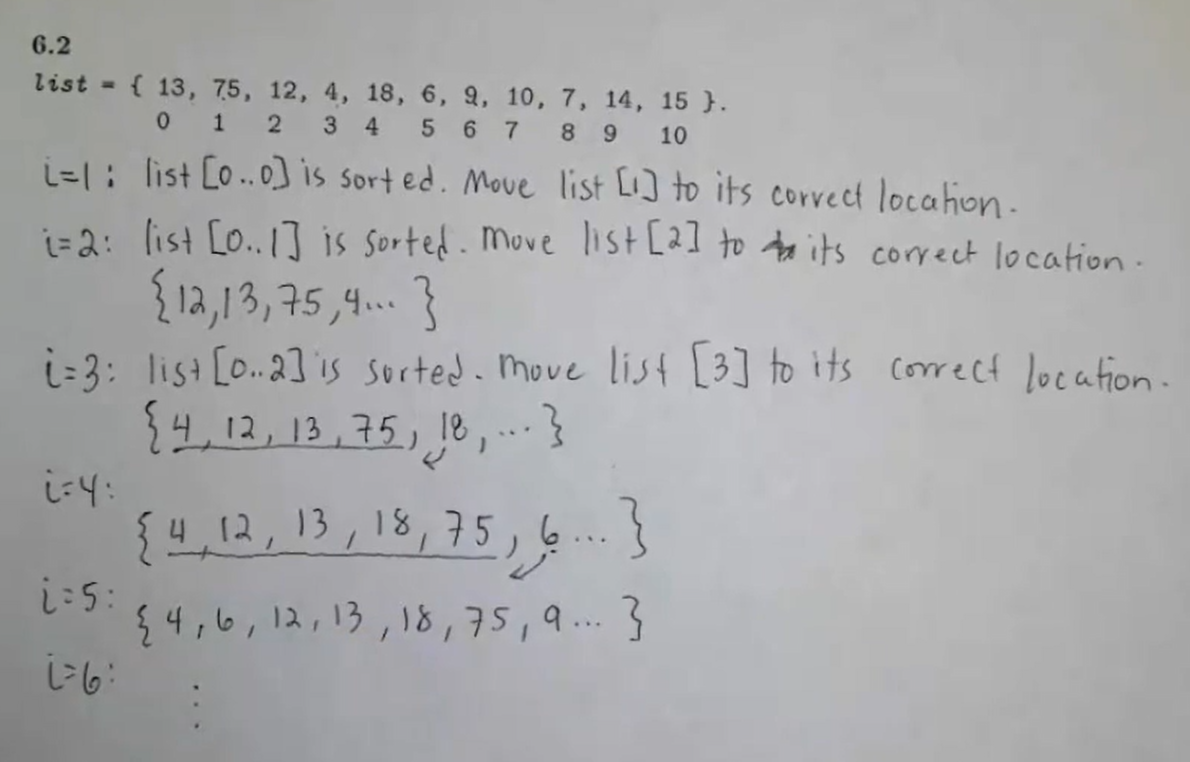 6.2
list = { 13, 75, 12, 4, 18, 6, 9, 10, 7, 14, 15 }.
0 1 2 3 4 5 6 7 8 9 10
i=1: list [0..0] is sorted. Move list [1] to its correct location.
i=2: list [0..1] is sorted. Move list [2] to its correct location.
{12,13,75,4... }
i=3: list [0..2] is sorted. Move list [3] to its correct location.
{4, 12, 13, 75, 18, ... }
i=4:
{ 4, 12, 13, 18, 75, 6 ... }
i=5:
{ 4, 6, 12, 13, 18, 75, 9 ... }
i=6:
⋮